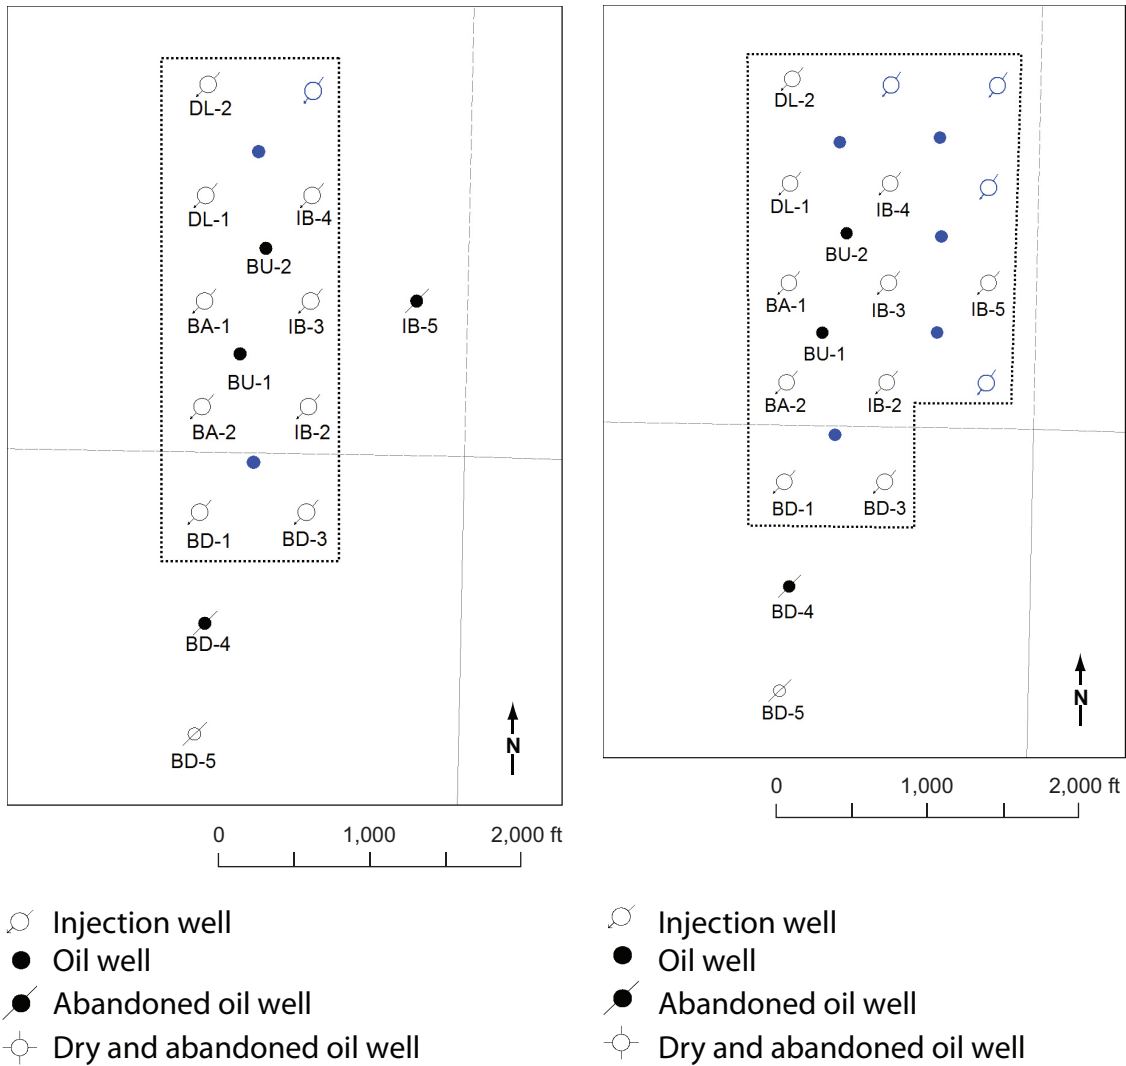 DL-2
DL-1
IB-4
BU-2
BA-1
IB-3
IB-5
BU-1
BA-2
IB-2
BD-1
BD-3
BD-4
BD-5
N
0 1,000 2,000 ft
Injection well
Oil well
Abandoned oil well
Dry and abandoned oil well
DL-2
DL-1
IB-4
BU-2
BA-1
IB-3
IB-5
BU-1
BA-2
IB-2
BD-1
BD-3
BD-4
BD-5
N
0 1,000 2,000 ft
Injection well
Oil well
Abandoned oil well
Dry and abandoned oil well